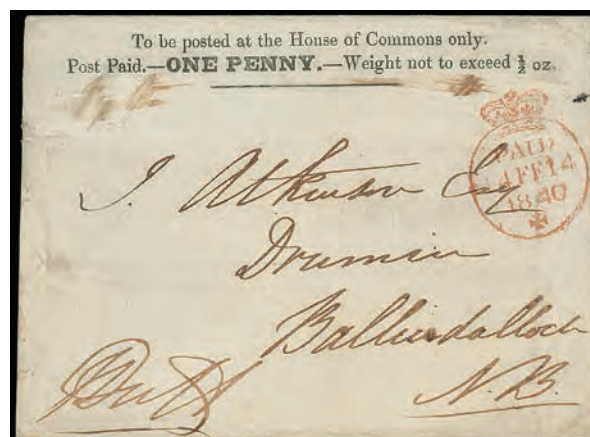 To be posted at the House of Commons only.
Post Paid.—ONE PENNY.—Weight not to exceed ½ oz.
PAID
14 FE 14
1840
J. Atkinson Esq
Drumin
Ballindalloch
N.B.